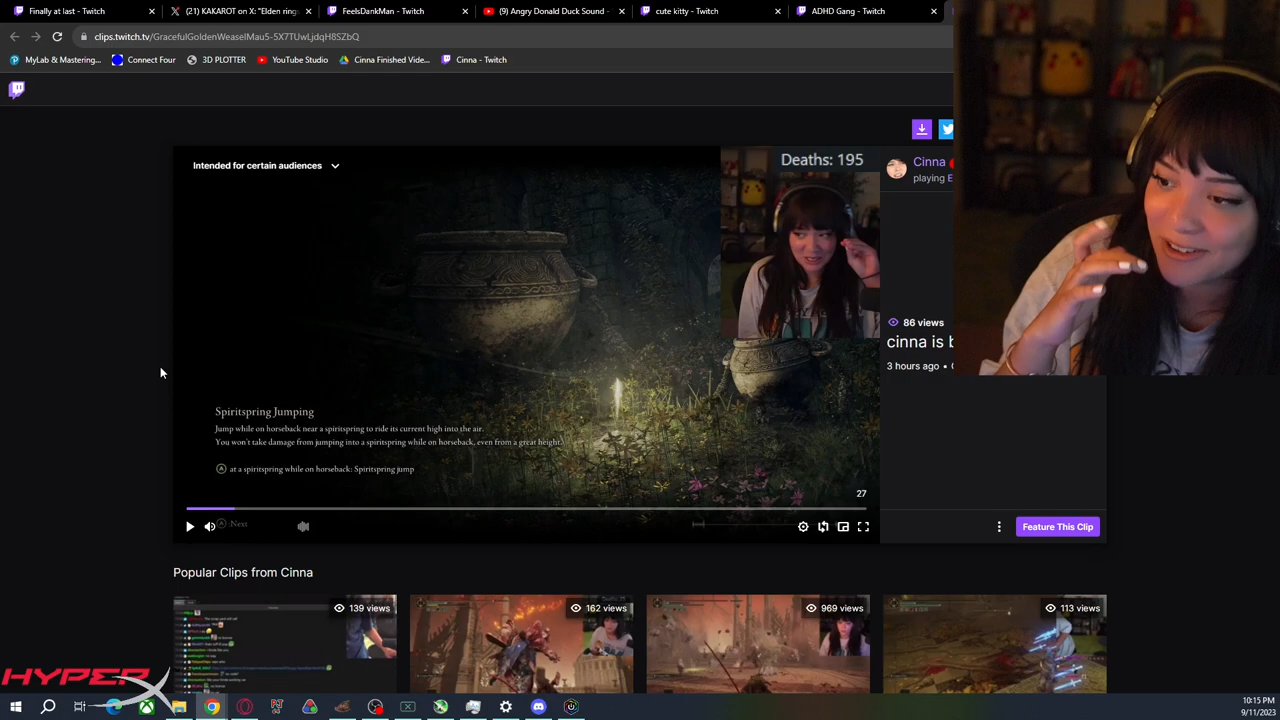 Finally at last - Twitch
(21) KAKAROT on X: "Elden ring
FeelsDankMan - Twitch
(9) Angry Donald Duck Sound -
cute kitty - Twitch
ADHD Gang - Twitch
clips.twitch.tv/GracefulGoldenWeaselMau5-5X7TUwLjdqH8SZbQ
MyLab & Mastering...
Connect Four
3D PLOTTER
YouTube Studio
Cinna Finished Vide...
Cinna - Twitch
Intended for certain audiences
Deaths: 195
Cinna
playing E
86 views
cinna is b
3 hours ago •
Spiritspring Jumping
Jump while on horseback near a spiritspring to ride its current high into the air.
You won't take damage from jumping into a spiritspring while on horseback, even from a great height.
A at a spiritspring while on horseback: Spiritspring jump
27
A :Next
Feature This Clip
Popular Clips from Cinna
139 views
162 views
969 views
113 views
HYPERX
10:15 PM
9/11/2023